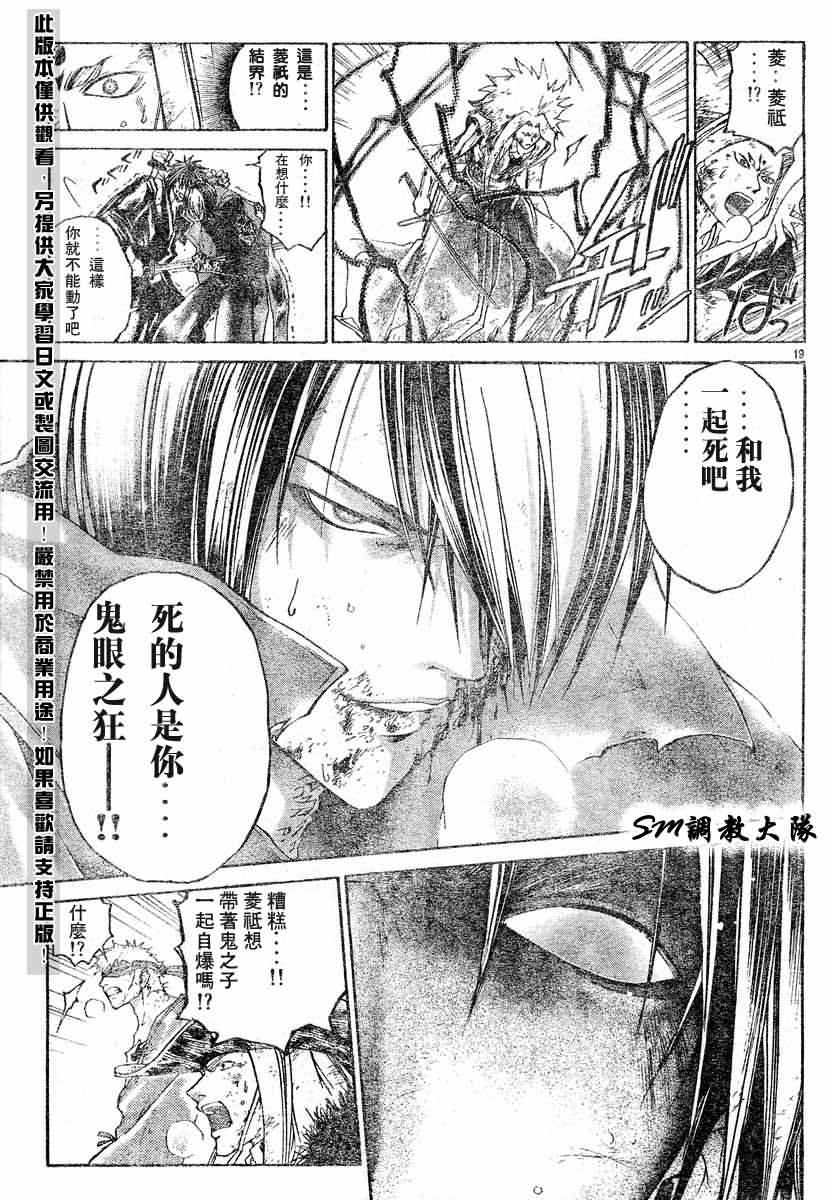 菱‥菱祇
‥‥!?
ばっ
19
這是‥‥
菱祇的
結界!?
你‥‥!!
在想什麼‥‥
‥‥這樣
你就不能動了吧
‥‥和我
一起死吧
‥‥
死的人是你‥‥
鬼眼之狂──!!
SM調教大隊
糟糕‥‥!!
菱祇想
帶著鬼之子
一起自爆嗎!?
什麼!?
此版本僅供觀看，另提供大家學習日文或製圖交流用！嚴禁用於商業用途！如果喜歡請支持正版！